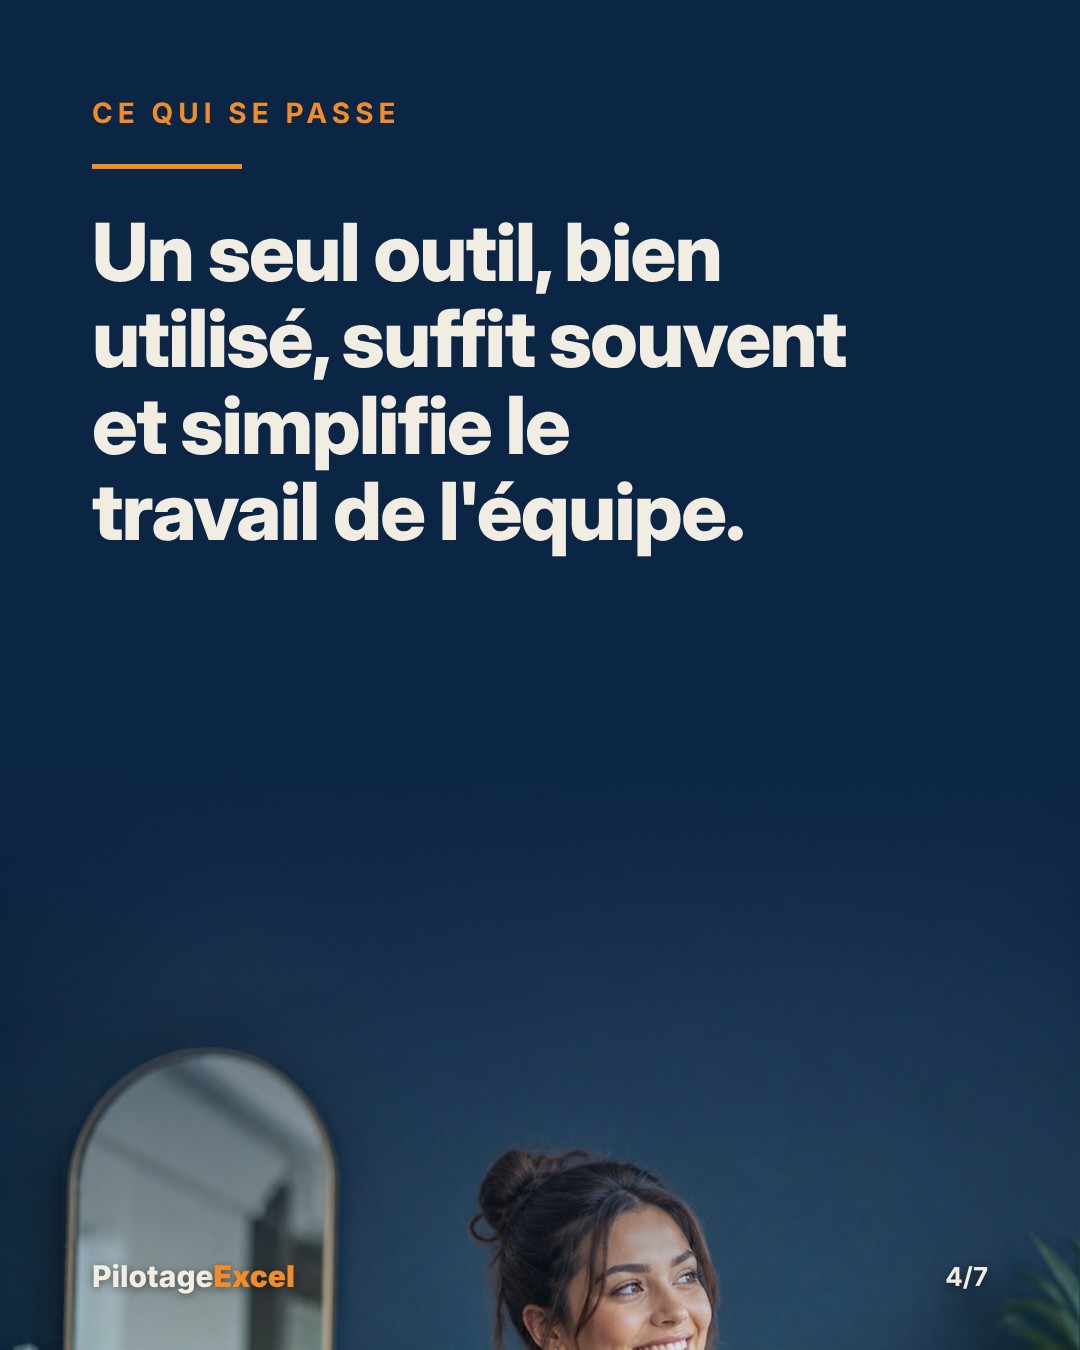 CE QUI SE PASSE
Un seul outil, bien
utilisé, suffit souvent
et simplifie le
travail de l'équipe.
PilotageExcel
4/7